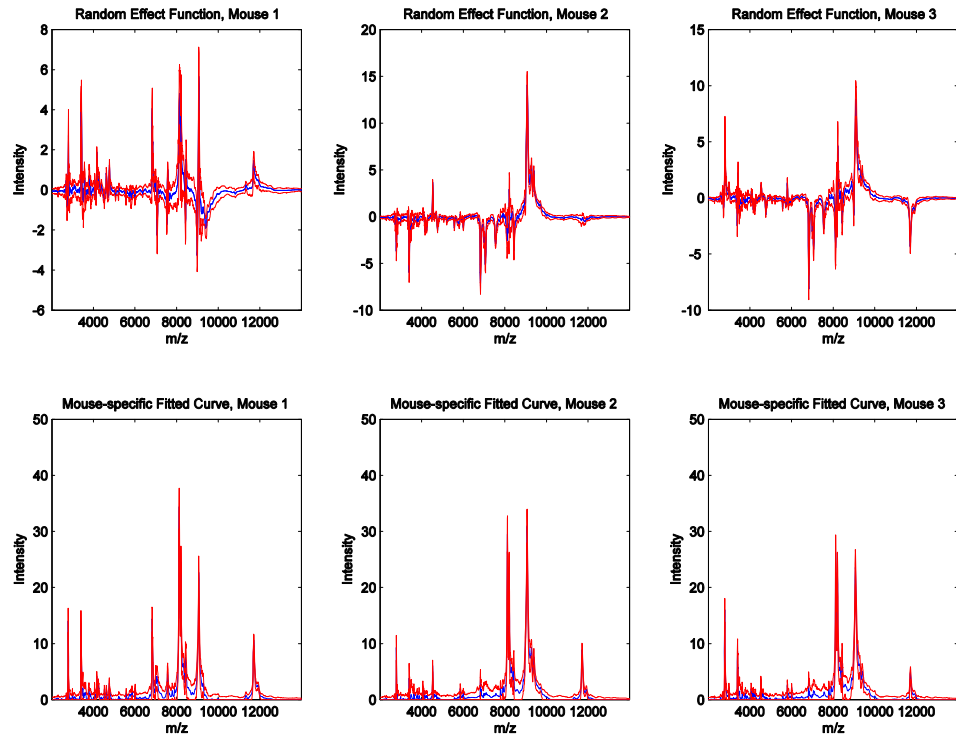 Random Effect Function, Mouse 1
8
6
4
2
0
-2
-4
-6
Intensity
4000 6000 8000 10000 12000
m/z
Random Effect Function, Mouse 2
20
15
10
5
0
-5
-10
Intensity
4000 6000 8000 10000 12000
m/z
Random Effect Function, Mouse 3
15
10
5
0
-5
-10
Intensity
4000 6000 8000 10000 12000
m/z
Mouse-specific Fitted Curve, Mouse 1
50
40
30
20
10
0
Intensity
4000 6000 8000 10000 12000
m/z
Mouse-specific Fitted Curve, Mouse 2
50
40
30
20
10
0
Intensity
4000 6000 8000 10000 12000
m/z
Mouse-specific Fitted Curve, Mouse 3
50
40
30
20
10
0
Intensity
4000 6000 8000 10000 12000
m/z